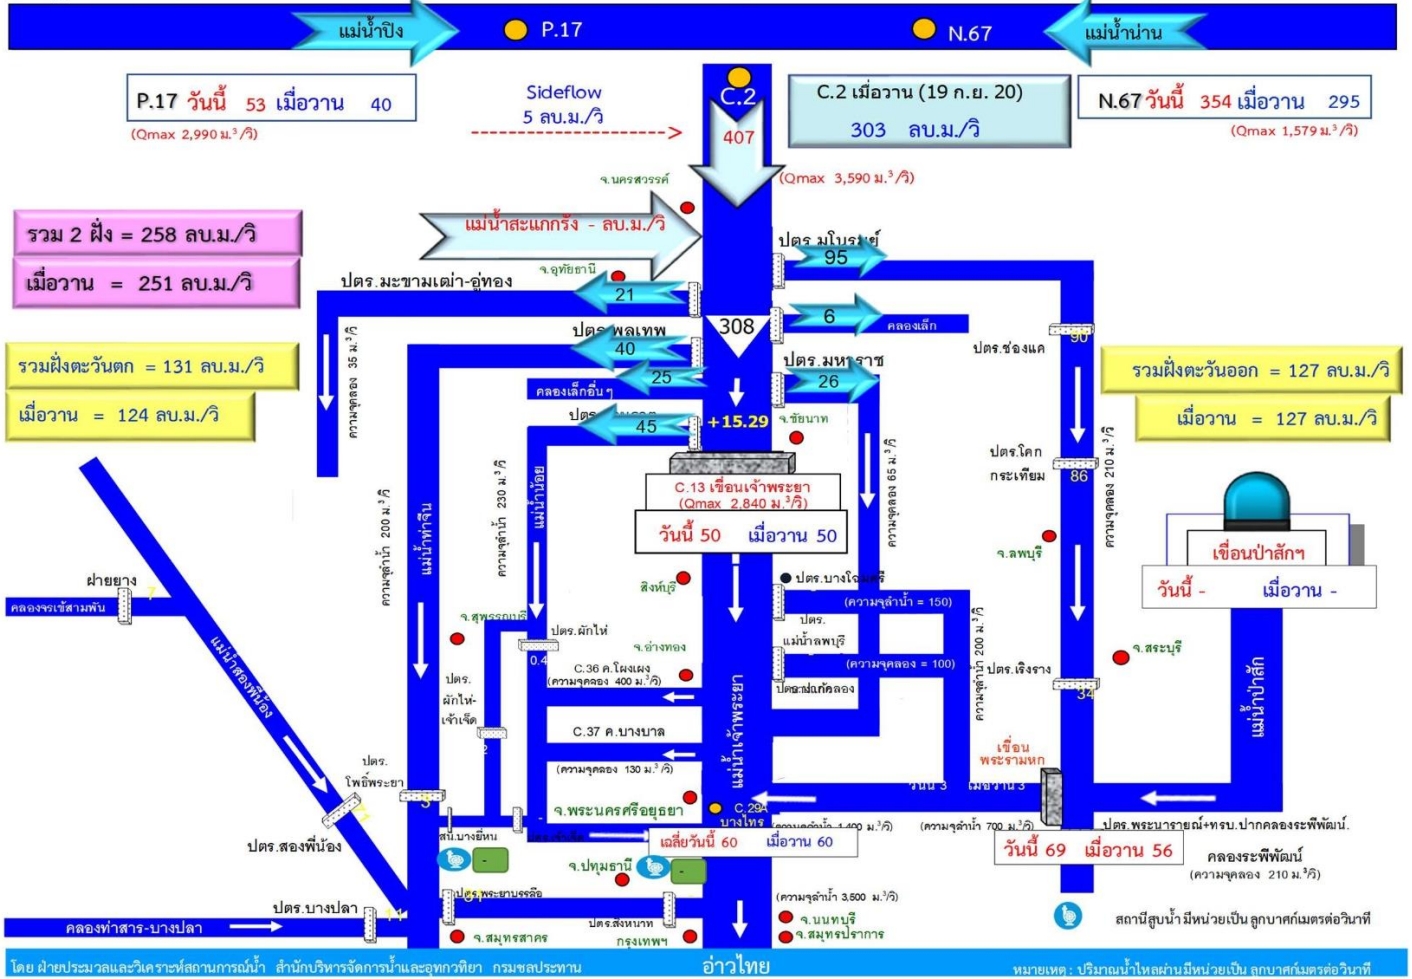 แม่น้ำปิง
P.17
N.67
แม่น้ำน่าน
P.17 วันนี้ 53 เมื่อวาน 40
(Qmax 2,990 ม.³/วิ)
Sideflow
5 ลบ.ม./วิ
C.2
407
C.2 เมื่อวาน (19 ก.ย. 20)
303 ลบ.ม./วิ
N.67 วันนี้ 354 เมื่อวาน 295
(Qmax 1,579 ม.³/วิ)
(Qmax 3,590 ม.³/วิ)
จ.นครสวรรค์
แม่น้ำสะแกกรัง - ลบ.ม./วิ
รวม 2 ฝั่ง = 258 ลบ.ม./วิ
เมื่อวาน = 251 ลบ.ม./วิ
ปตร.มโนรมย์
95
จ.อุทัยธานี
ปตร.มะขามเฒ่า-อู่ทอง
21
6
คลองเล็ก
308
ปตร.พลเทพ
40
ปตร.มหาราช
26
25
คลองเล็กอื่นๆ
ปตร.ช่องแค
90
รวมฝั่งตะวันตก = 131 ลบ.ม./วิ
เมื่อวาน = 124 ลบ.ม./วิ
รวมฝั่งตะวันออก = 127 ลบ.ม./วิ
เมื่อวาน = 127 ลบ.ม./วิ
ความจุคลอง 35 ม.³/วิ
45
+15.29
จ.ชัยนาท
C.13 เขื่อนเจ้าพระยา
(Qmax 2,840 ม.³/วิ)
วันนี้ 50 เมื่อวาน 50
ความจุลำน้ำ 200 ม.³/วิ
แม่น้ำท่าจีน
ความจุลำน้ำ 230 ม.³/วิ
แม่น้ำน้อย
ความจุคลอง 65 ม.³/วิ
ปตร.โคก
กระเทียม
86
ความจุคลอง 210 ม.³/วิ
จ.ลพบุรี
เขื่อนป่าสักฯ
วันนี้ - เมื่อวาน -
ฝายยาง
7
คลองจรเข้สามพัน
แม่น้ำสองพี่น้อง
สิงห์บุรี
ปตร.บางโฉมศรี
(ความจุลำน้ำ = 150)
ปตร.
แม่น้ำลพบุรี
(ความจุคลอง = 100)
ความจุลำน้ำ 200 ม.³/วิ
จ.สุพรรณบุรี
ปตร.ผักไห่
0.4
จ.อ่างทอง
C.36 ค.โผงเผง
(ความจุคลอง 400 ม.³/วิ)
ปตร.เริงราง
34
จ.สระบุรี
แม่น้ำป่าสัก
ปตร.
ผักไห่-
เจ้าเจ็ด
2
C.37 ค.บางบาล
(ความจุคลอง 130 ม.³/วิ)
แม่น้ำเจ้าพระยา
เขื่อน
พระรามหก
วันนี้ 3 เมื่อวาน 3
ปตร.
โพธิ์พระยา
3
จ.พระนครศรีอยุธยา
C.29A
บางไทร
(ความจุลำน้ำ 1,400 ม.³/วิ)
(ความจุลำน้ำ 700 ม.³/วิ)
ปตร.พระนารายณ์+ทรบ.ปากคลองระพีพัฒน์.
ปตร.สองพี่น้อง
สน.บางยี่หน
เฉลี่ยวันนี้ 60 เมื่อวาน 60
วันนี้ 69 เมื่อวาน 56
คลองระพีพัฒน์
(ความจุคลอง 210 ม.³/วิ)
จ.ปทุมธานี
ปตร.พระยาบรรลือ
(ความจุลำน้ำ 3,500 ม.³/วิ)
ปตร.บางปลา
11
คลองท่าสาร-บางปลา
ปตร.สิงหนาท
จ.นนทบุรี
จ.สมุทรสาคร
กรุงเทพฯ
จ.สมุทรปราการ
สถานีสูบน้ำ มีหน่วยเป็น ลูกบาศก์เมตรต่อวินาที
โดย ฝ่ายประมวลและวิเคราะห์สถานการณ์น้ำ สำนักบริหารจัดการน้ำและอุทกวิทยา กรมชลประทาน
อ่าวไทย
หมายเหตุ : ปริมาณน้ำไหลผ่านมีหน่วยเป็น ลูกบาศก์เมตรต่อวินาที